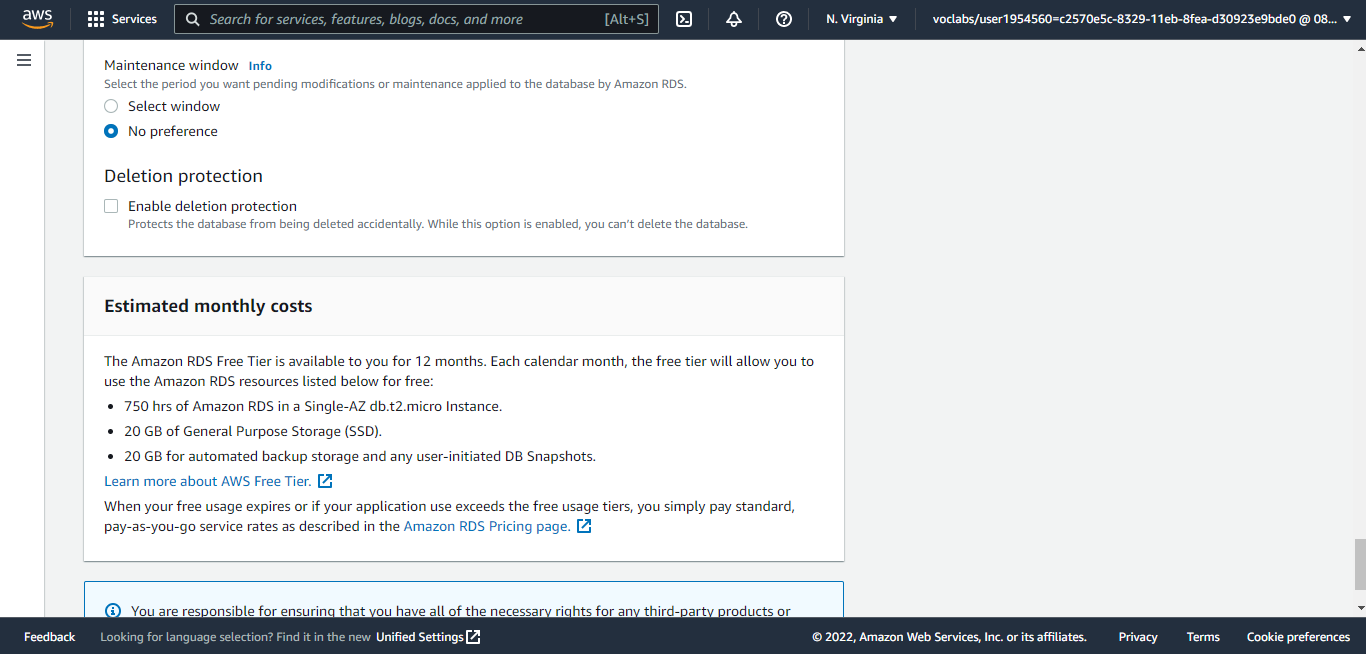 aws
Services
Search for services, features, blogs, docs, and more [Alt+S]
N. Virginia
voclabs/user1954560=c2570e5c-8329-11eb-8fea-d30923e9bde0 @ 08...
Maintenance window Info
Select the period you want pending modifications or maintenance applied to the database by Amazon RDS.
Select window
No preference
Deletion protection
Enable deletion protection
Protects the database from being deleted accidentally. While this option is enabled, you can't delete the database.
Estimated monthly costs
The Amazon RDS Free Tier is available to you for 12 months. Each calendar month, the free tier will allow you to
use the Amazon RDS resources listed below for free:
• 750 hrs of Amazon RDS in a Single-AZ db.t2.micro Instance.
• 20 GB of General Purpose Storage (SSD).
• 20 GB for automated backup storage and any user-initiated DB Snapshots.
Learn more about AWS Free Tier.
When your free usage expires or if your application use exceeds the free usage tiers, you simply pay standard,
pay-as-you-go service rates as described in the Amazon RDS Pricing page.
You are responsible for ensuring that you have all of the necessary rights for any third-party products or
Feedback
Looking for language selection? Find it in the new Unified Settings
© 2022, Amazon Web Services, Inc. or its affiliates.
Privacy
Terms
Cookie preferences